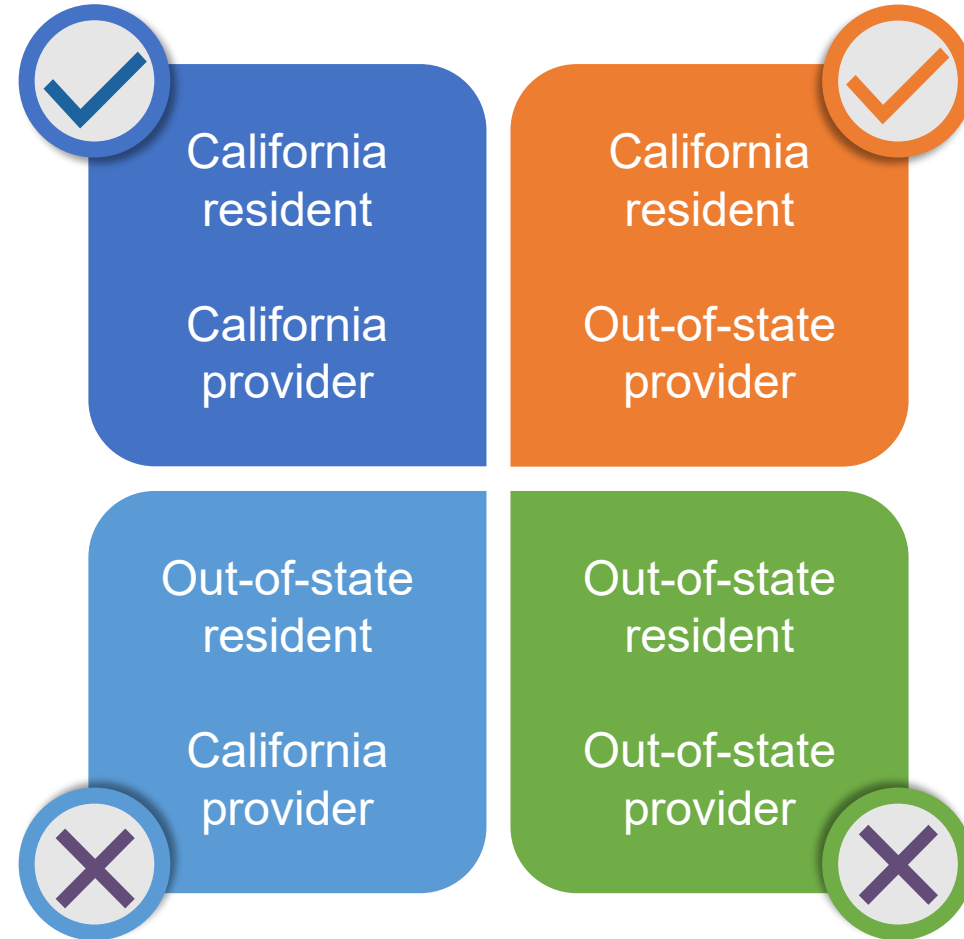 California
resident
California
provider
California
resident
Out-of-state
provider
Out-of-state
resident
California
provider
Out-of-state
resident
Out-of-state
provider